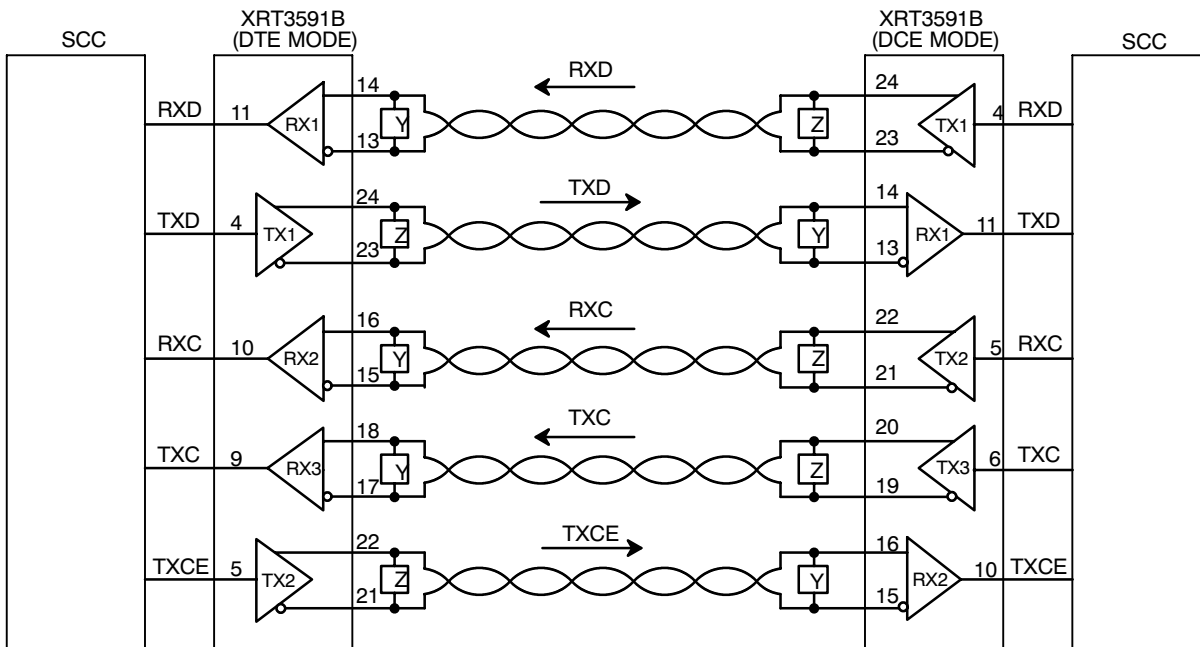 XRT3591B
(DTE MODE)
XRT3591B
(DCE MODE)
SCC
SCC
RXD
RXD 11 RX1 14 13 Y Z 24 23 TX1 4 RXD
TXD
TXD 4 TX1 24 23 Z Y 14 13 RX1 11 TXD
RXC
RXC 10 RX2 16 15 Y Z 22 21 TX2 5 RXC
TXC
TXC 9 RX3 18 17 Y Z 20 19 TX3 6 TXC
TXCE
TXCE 5 TX2 22 21 Z Y 16 15 RX2 10 TXCE